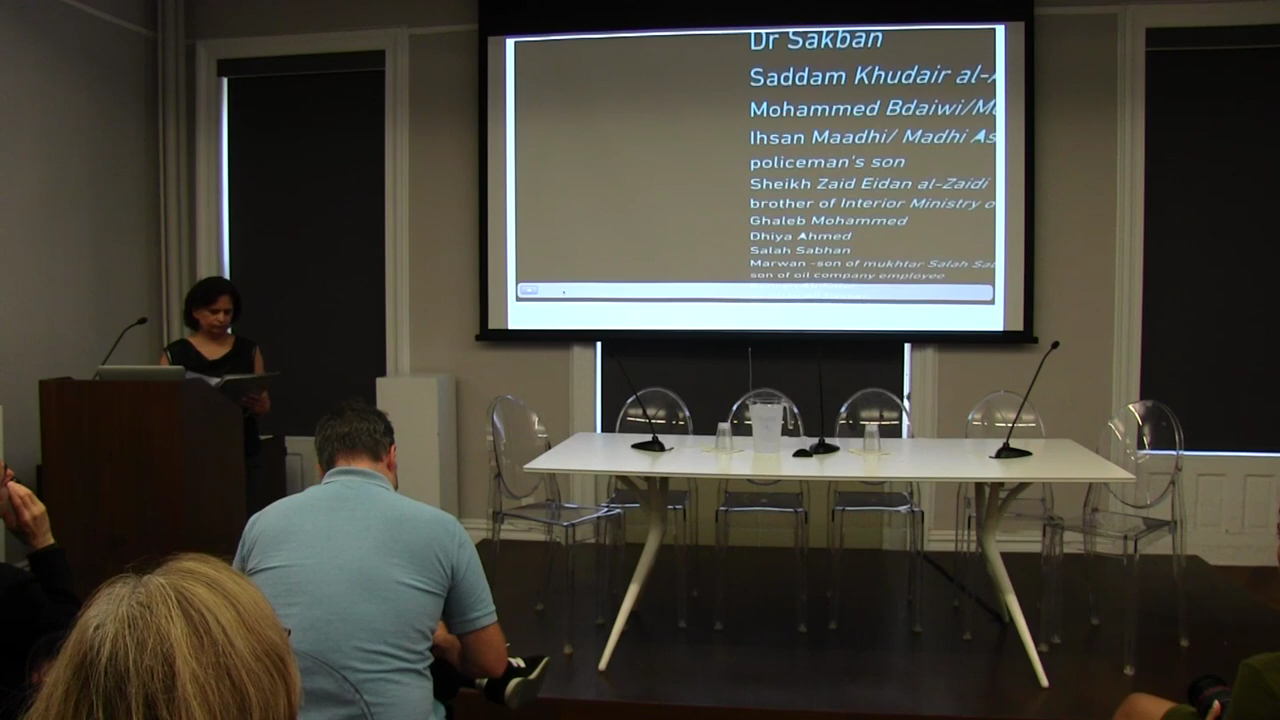 Dr Sakban
Saddam Khudair al-
Mohammed Bdaiwi/Mo
Ihsan Maadhi/ Madhi As
policeman's son
Sheikh Zaid Eidan al-Zaidi
brother of Interior Ministry o
Ghaleb Mohammed
Dhiya Ahmed
Salah Sabhan
Marwan -son of mukhtar Salah Sab
son of oil company employee